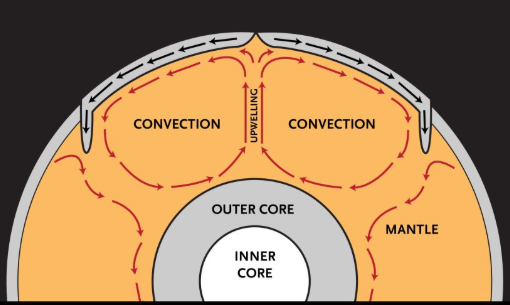 CONVECTION
UPWELLING
CONVECTION
OUTER CORE
MANTLE
INNER
CORE